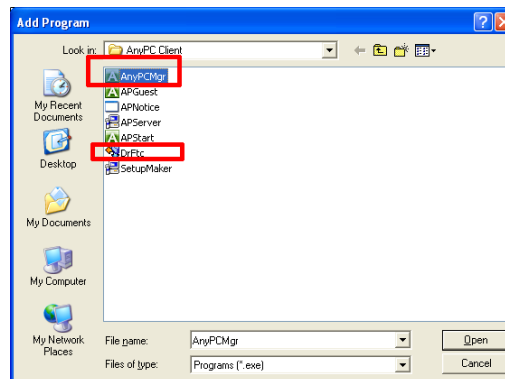 Add Program
Look in:
AnyPC Client
AnyPCMgr
APGuest
APNotice
APServer
APStart
DrFtc
SetupMaker
My Recent
Documents
Desktop
My Documents
My Computer
My Network
Places
File name:
AnyPCMgr
Open
Files of type:
Programs (*.exe)
Cancel